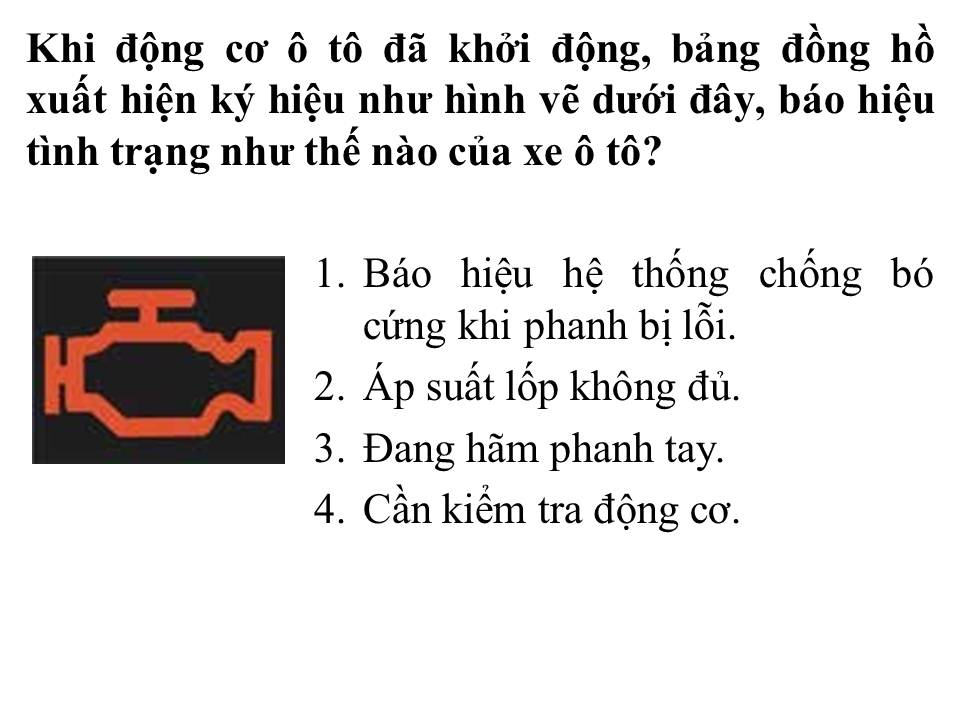 Khi động cơ ô tô đã khởi động, bảng đồng hồ
xuất hiện ký hiệu như hình vẽ dưới đây, báo hiệu
tình trạng như thế nào của xe ô tô?
1. Báo hiệu hệ thống chống bó
cứng khi phanh bị lỗi.
2. Áp suất lốp không đủ.
3. Đang hãm phanh tay.
4. Cần kiểm tra động cơ.